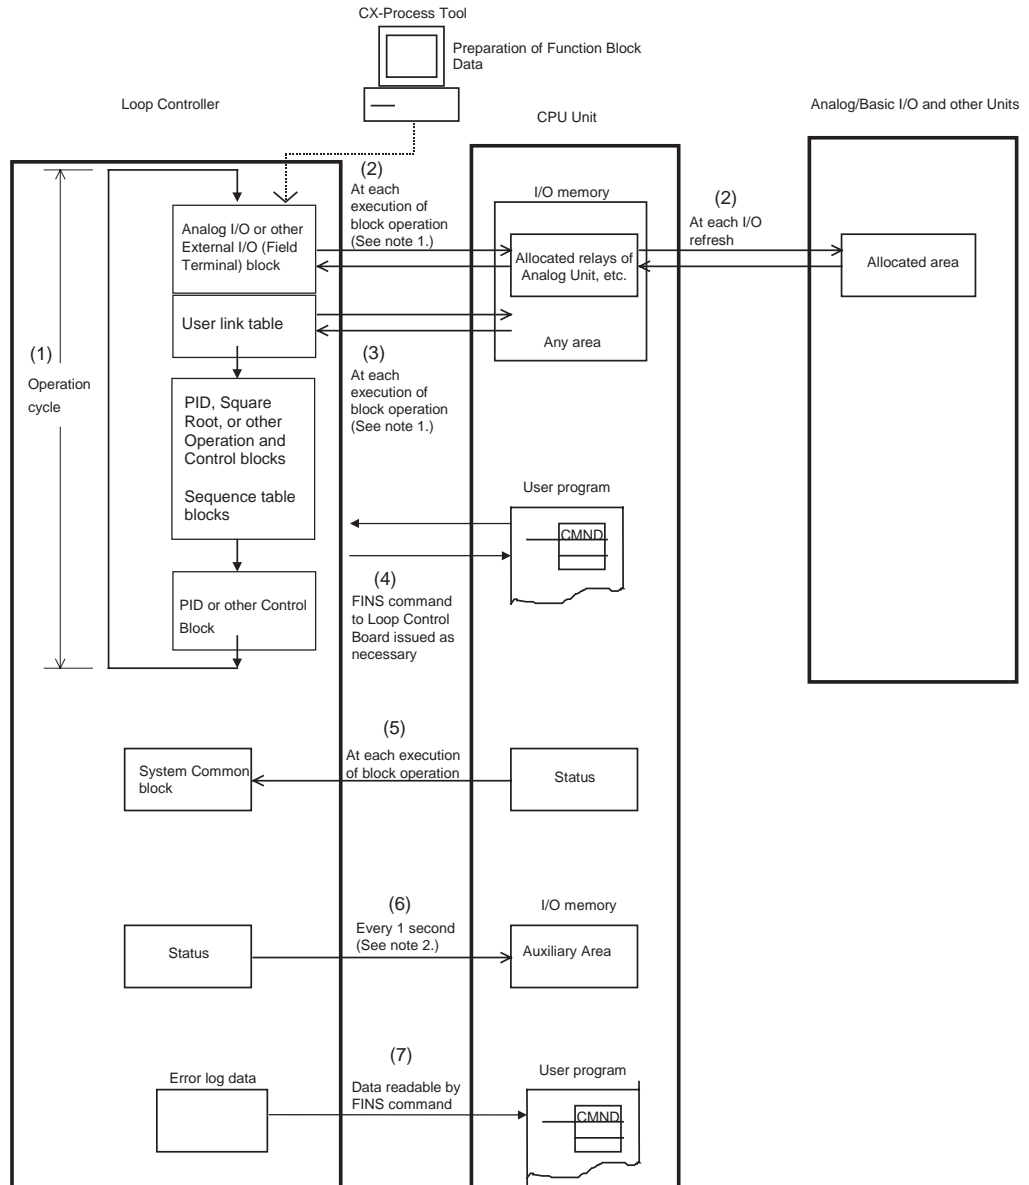 CX-Process Tool
Preparation of Function Block
Data
Loop Controller
CPU Unit
Analog/Basic I/O and other Units
(2)
At each
execution of
block operation
(See note 1.)
I/O memory
(2)
At each I/O
refresh
Analog I/O or other
External I/O (Field
Terminal) block
Allocated relays of
Analog Unit, etc.
Allocated area
User link table
Any area
(1)
Operation
cycle
(3)
At each
execution of
block operation
(See note 1.)
PID, Square
Root, or other
Operation and
Control blocks
Sequence table
blocks
User program
CMND
(4)
FINS command
to Loop Control
Board issued as
necessary
PID or other Control
Block
(5)
At each execution
of block operation
System Common
block
Status
(6)
Every 1 second
(See note 2.)
I/O memory
Status
Auxiliary Area
(7)
Data readable by
FINS command
Error log data
User program
CMND